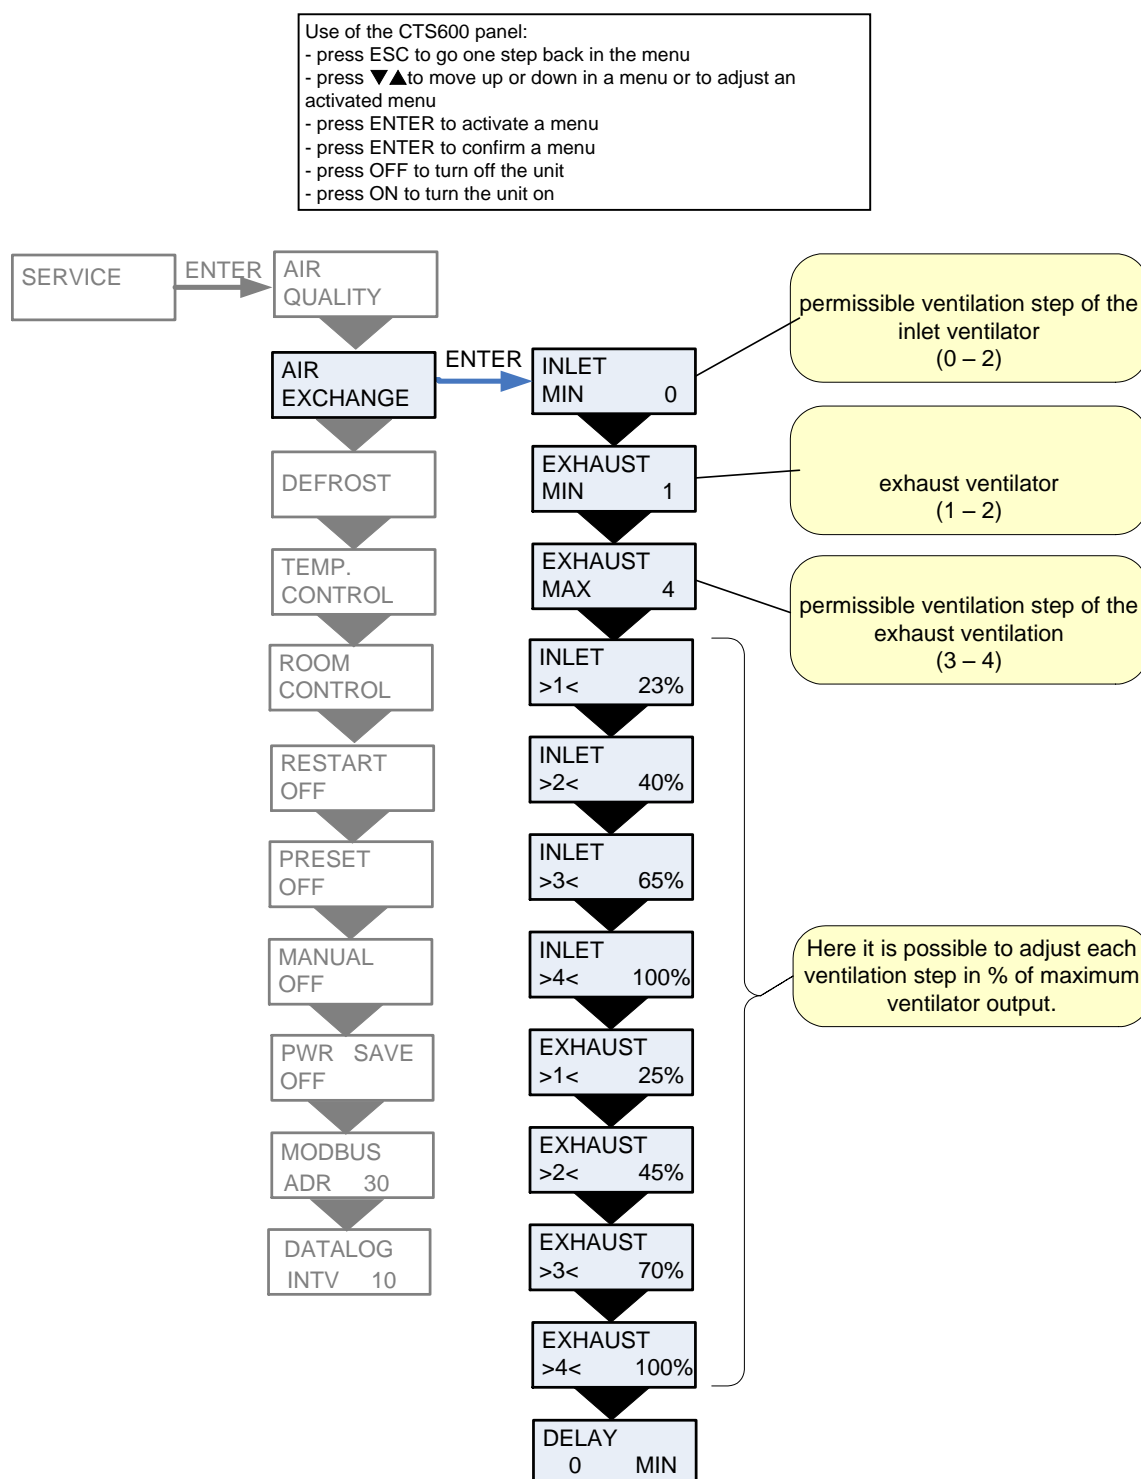 Use of the CTS600 panel:
- press ESC to go one step back in the menu
- press ▼▲to move up or down in a menu or to adjust an
activated menu
- press ENTER to activate a menu
- press ENTER to confirm a menu
- press OFF to turn off the unit
- press ON to turn the unit on
SERVICE
ENTER
AIR
QUALITY
AIR
EXCHANGE
DEFROST
TEMP.
CONTROL
ROOM
CONTROL
RESTART
OFF
PRESET
OFF
MANUAL
OFF
PWR SAVE
OFF
MODBUS
ADR 30
DATALOG
INTV 10
ENTER
INLET
MIN 0
EXHAUST
MIN 1
EXHAUST
MAX 4
INLET
>1< 23%
INLET
>2< 40%
INLET
>3< 65%
INLET
>4< 100%
EXHAUST
>1< 25%
EXHAUST
>2< 45%
EXHAUST
>3< 70%
EXHAUST
>4< 100%
DELAY
0 MIN
permissible ventilation step of the
inlet ventilator
(0 – 2)
exhaust ventilator
(1 – 2)
permissible ventilation step of the
exhaust ventilation
(3 – 4)
Here it is possible to adjust each
ventilation step in % of maximum
ventilator output.